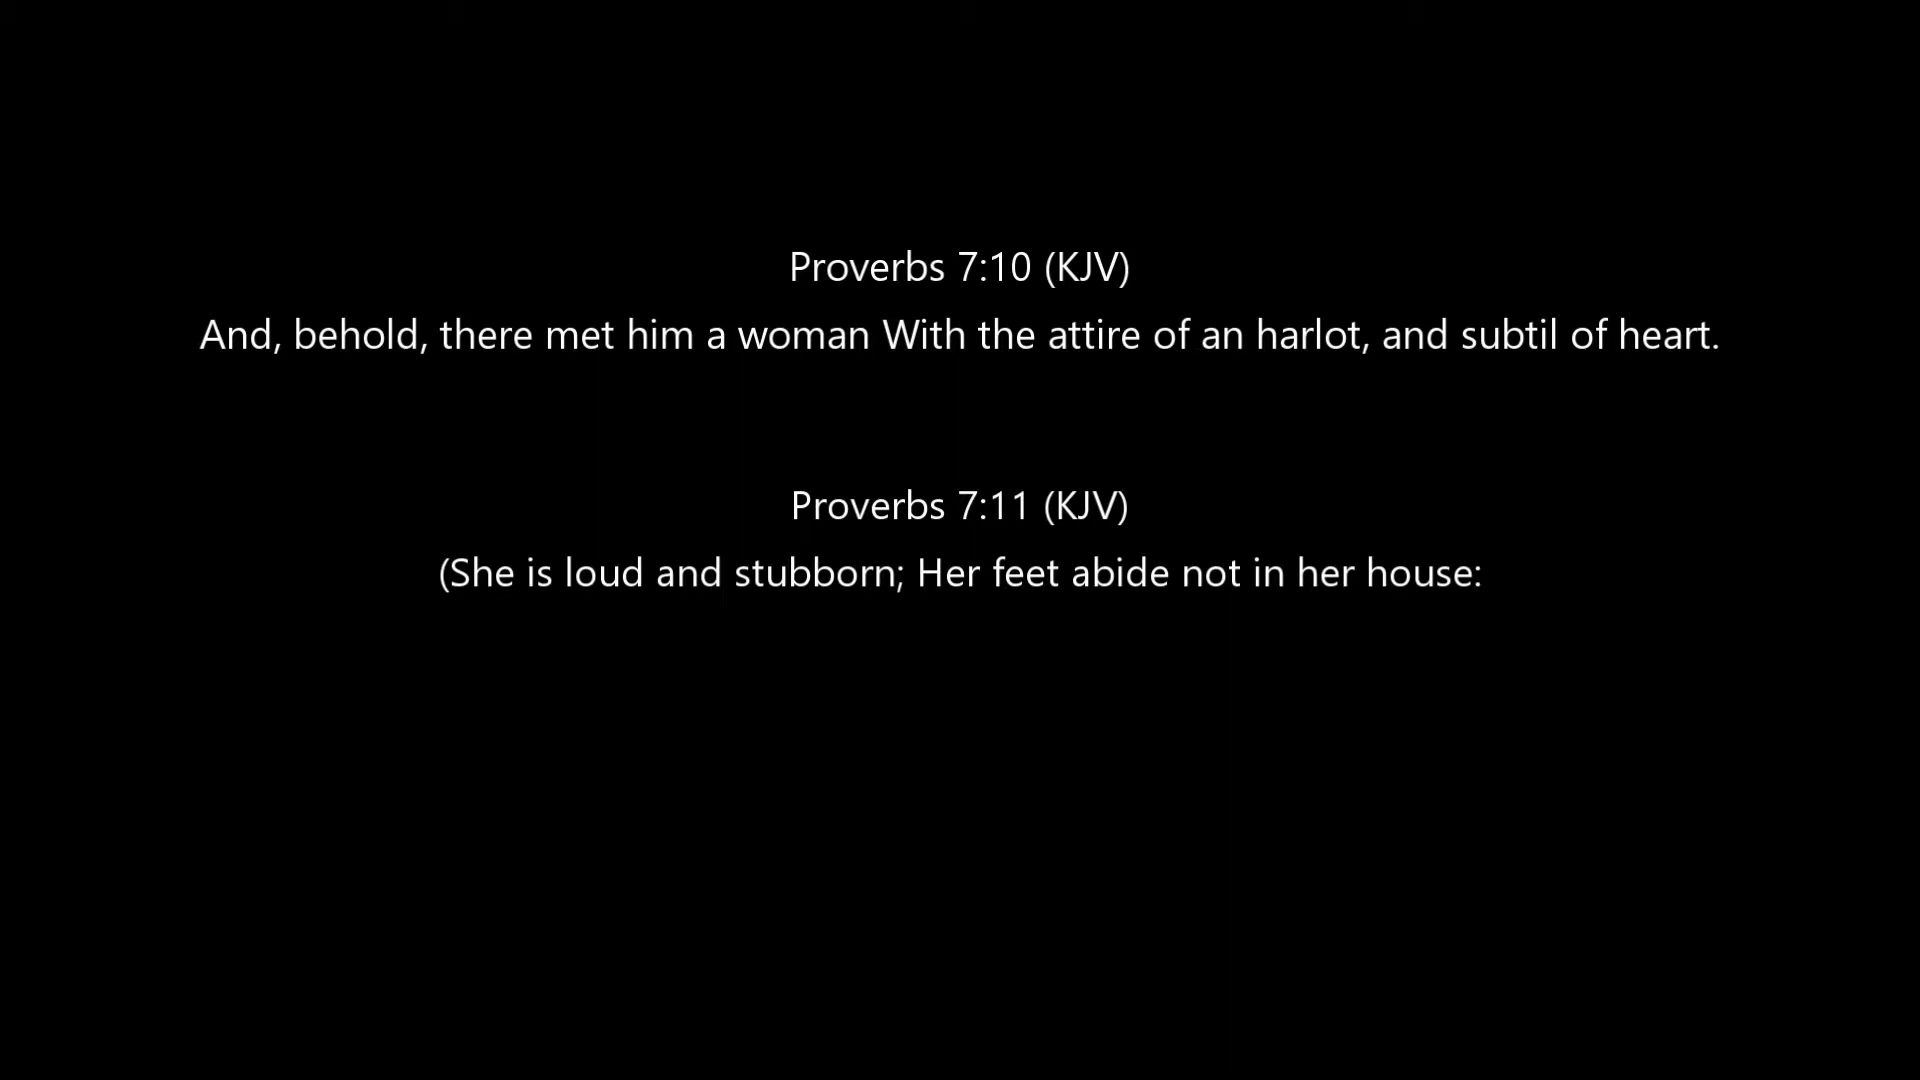 Proverbs 7:10 (KJV)
And, behold, there met him a woman With the attire of an harlot, and subtil of heart.
Proverbs 7:11 (KJV)
(She is loud and stubborn; Her feet abide not in her house: